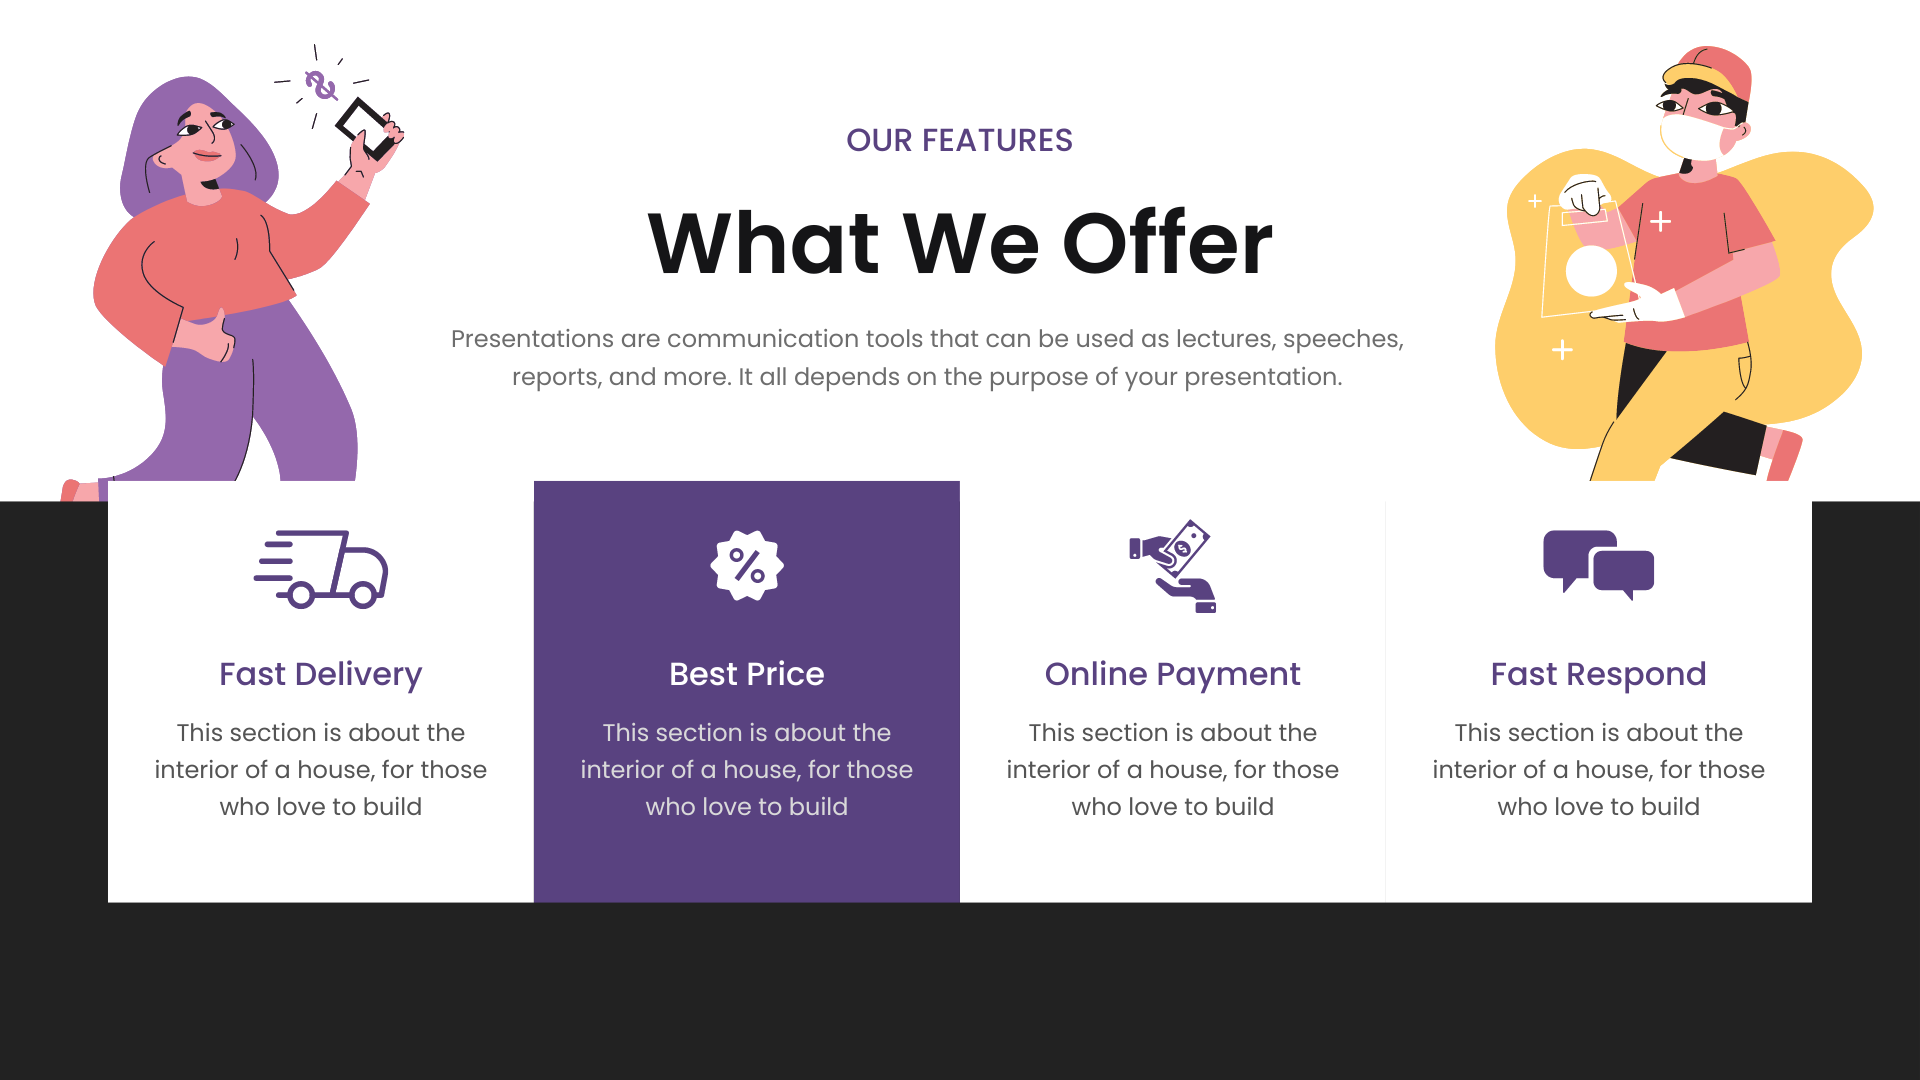 OUR FEATURES
What We Offer
Presentations are communication tools that can be used as lectures, speeches,
reports, and more. It all depends on the purpose of your presentation.
Fast Delivery
This section is about the
interior of a house, for those
who love to build
Best Price
This section is about the
interior of a house, for those
who love to build
Online Payment
This section is about the
interior of a house, for those
who love to build
Fast Respond
This section is about the
interior of a house, for those
who love to build